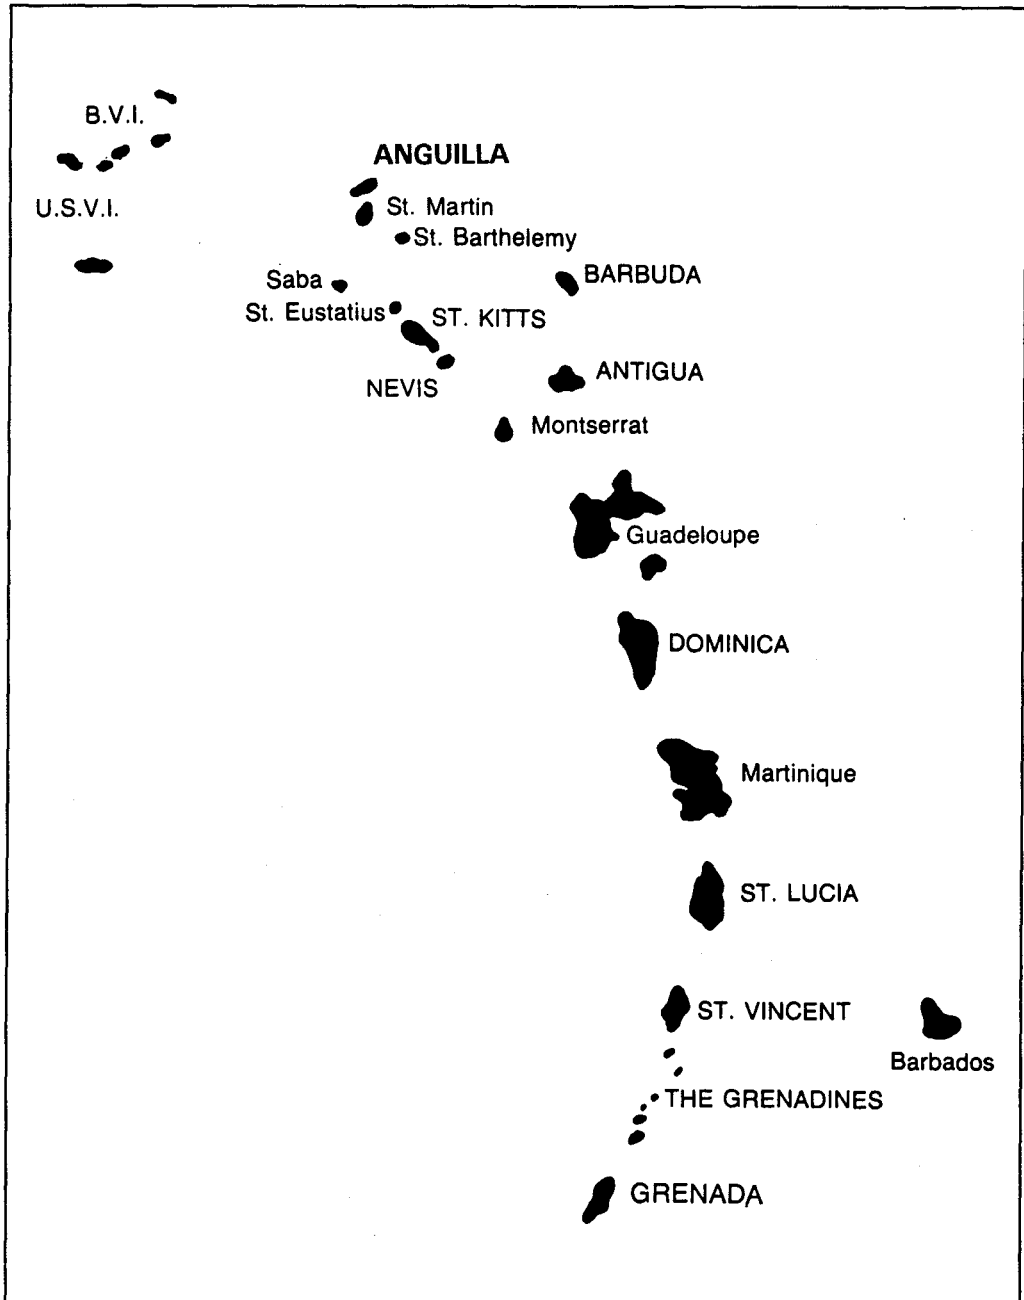 B.V.I.
ANGUILLA
U.S.V.I.
St. Martin
St. Barthelemy
Saba
BARBUDA
St. Eustatius
ST. KITTS
NEVIS
ANTIGUA
Montserrat
Guadeloupe
DOMINICA
Martinique
ST. LUCIA
ST. VINCENT
Barbados
THE GRENADINES
GRENADA